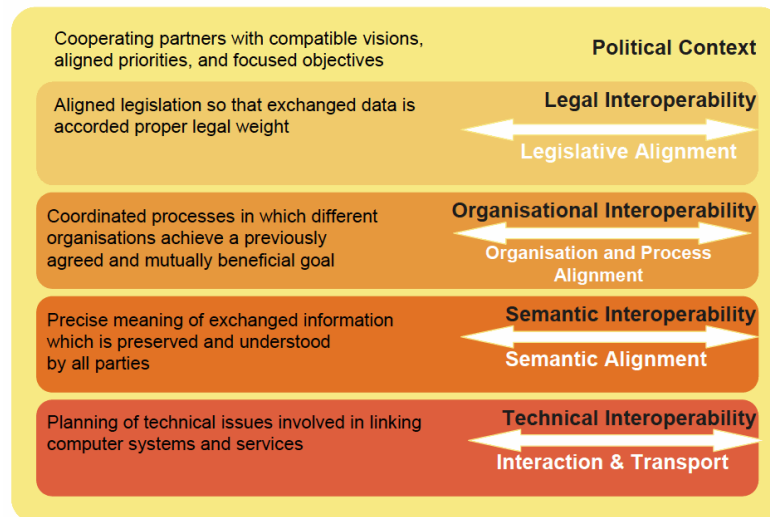 Cooperating partners with compatible visions,
aligned priorities, and focused objectives
Political Context
Aligned legislation so that exchanged data is
accorded proper legal weight
Legal Interoperability
Legislative Alignment
Coordinated processes in which different
organisations achieve a previously
agreed and mutually beneficial goal
Organisational Interoperability
Organisation and Process
Alignment
Precise meaning of exchanged information
which is preserved and understood
by all parties
Semantic Interoperability
Semantic Alignment
Planning of technical issues involved in linking
computer systems and services
Technical Interoperability
Interaction & Transport